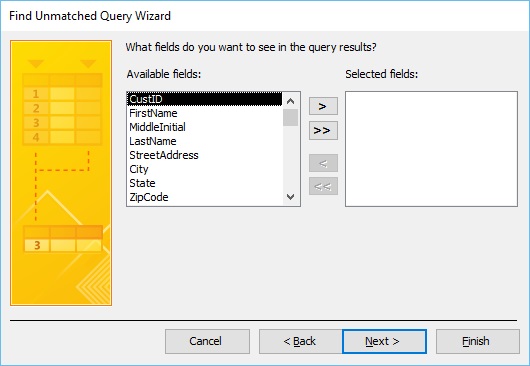 Find Unmatched Query Wizard
What fields do you want to see in the query results?
Available fields:
Selected fields:
CustID
FirstName
MiddleInitial
LastName
StreetAddress
City
State
ZipCode
>
>>
<
<<
1
2
3
4
3
Cancel
< Back
Next >
Finish